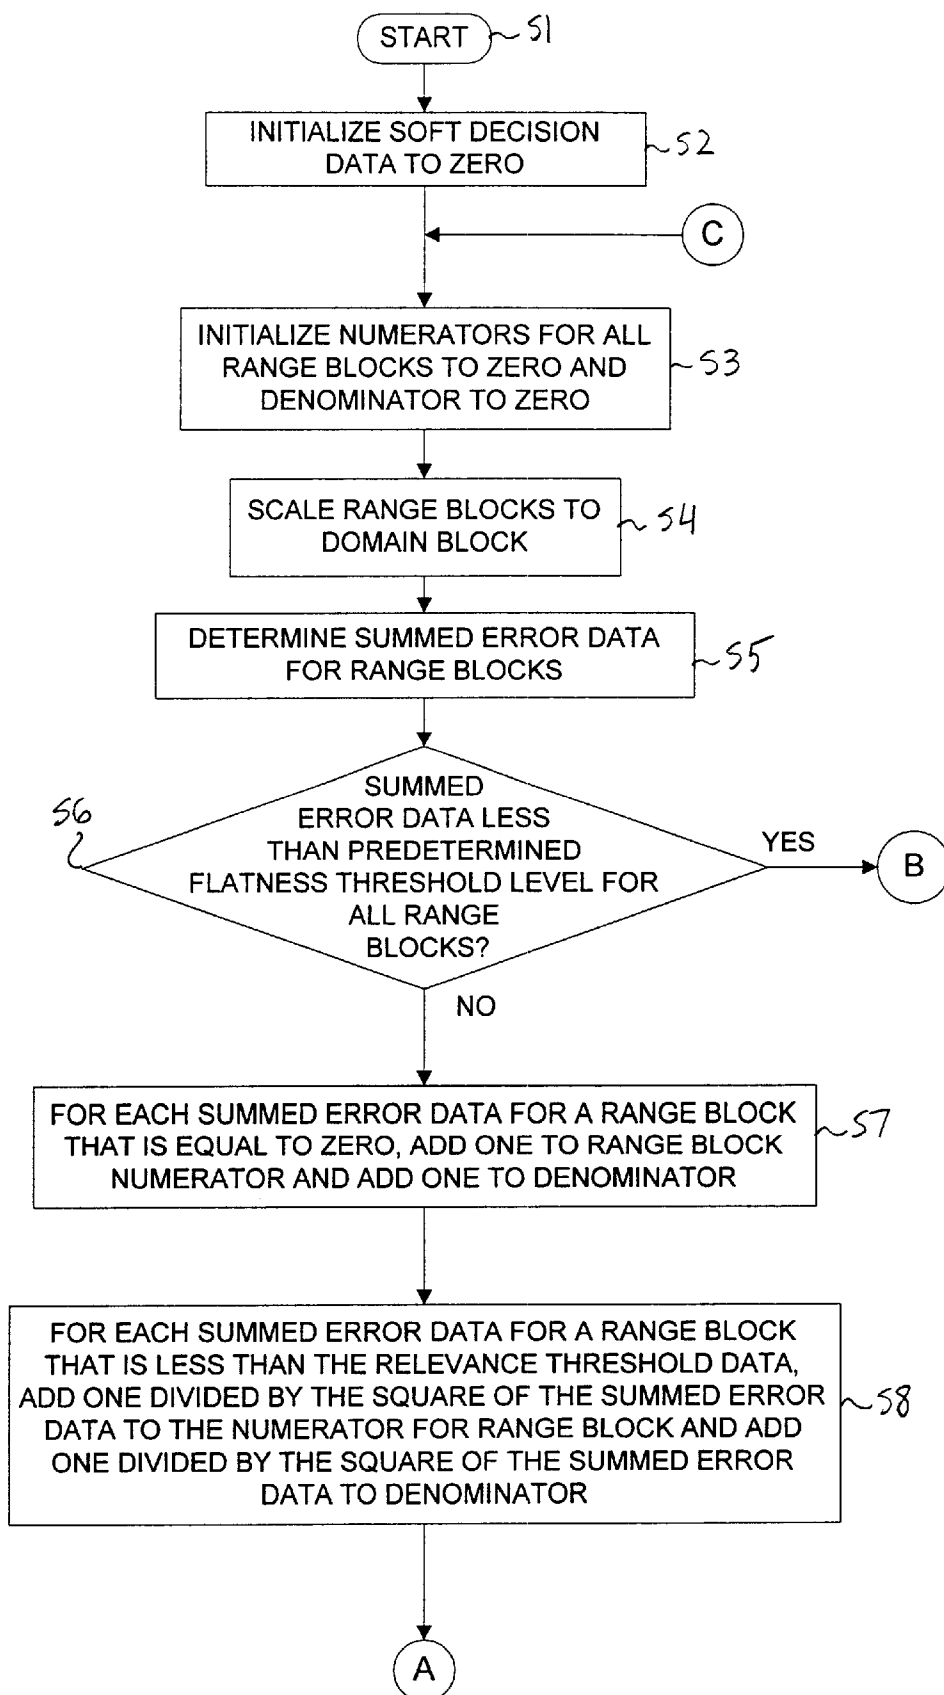 START
S1
INITIALIZE SOFT DECISION
DATA TO ZERO
S2
C
INITIALIZE NUMERATORS FOR ALL
RANGE BLOCKS TO ZERO AND
DENOMINATOR TO ZERO
S3
SCALE RANGE BLOCKS TO
DOMAIN BLOCK
S4
DETERMINE SUMMED ERROR DATA
FOR RANGE BLOCKS
S5
S6
SUMMED
ERROR DATA LESS
THAN PREDETERMINED
FLATNESS THRESHOLD LEVEL FOR
ALL RANGE
BLOCKS?
YES
B
NO
FOR EACH SUMMED ERROR DATA FOR A RANGE BLOCK
THAT IS EQUAL TO ZERO, ADD ONE TO RANGE BLOCK
NUMERATOR AND ADD ONE TO DENOMINATOR
S7
FOR EACH SUMMED ERROR DATA FOR A RANGE BLOCK
THAT IS LESS THAN THE RELEVANCE THRESHOLD DATA,
ADD ONE DIVIDED BY THE SQUARE OF THE SUMMED ERROR
DATA TO THE NUMERATOR FOR RANGE BLOCK AND ADD
ONE DIVIDED BY THE SQUARE OF THE SUMMED ERROR
DATA TO DENOMINATOR
S8
A